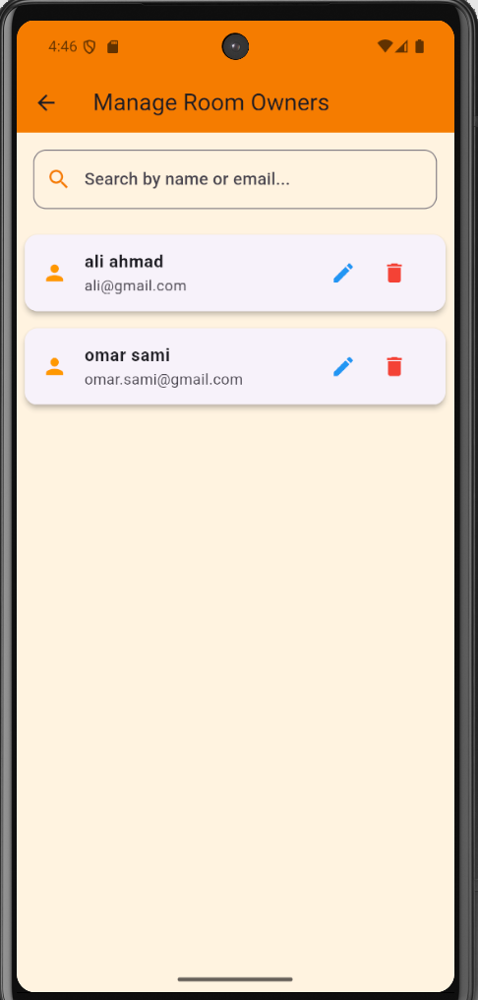 4:46
Manage Room Owners
Search by name or email...
ali ahmad
ali@gmail.com
omar sami
omar.sami@gmail.com